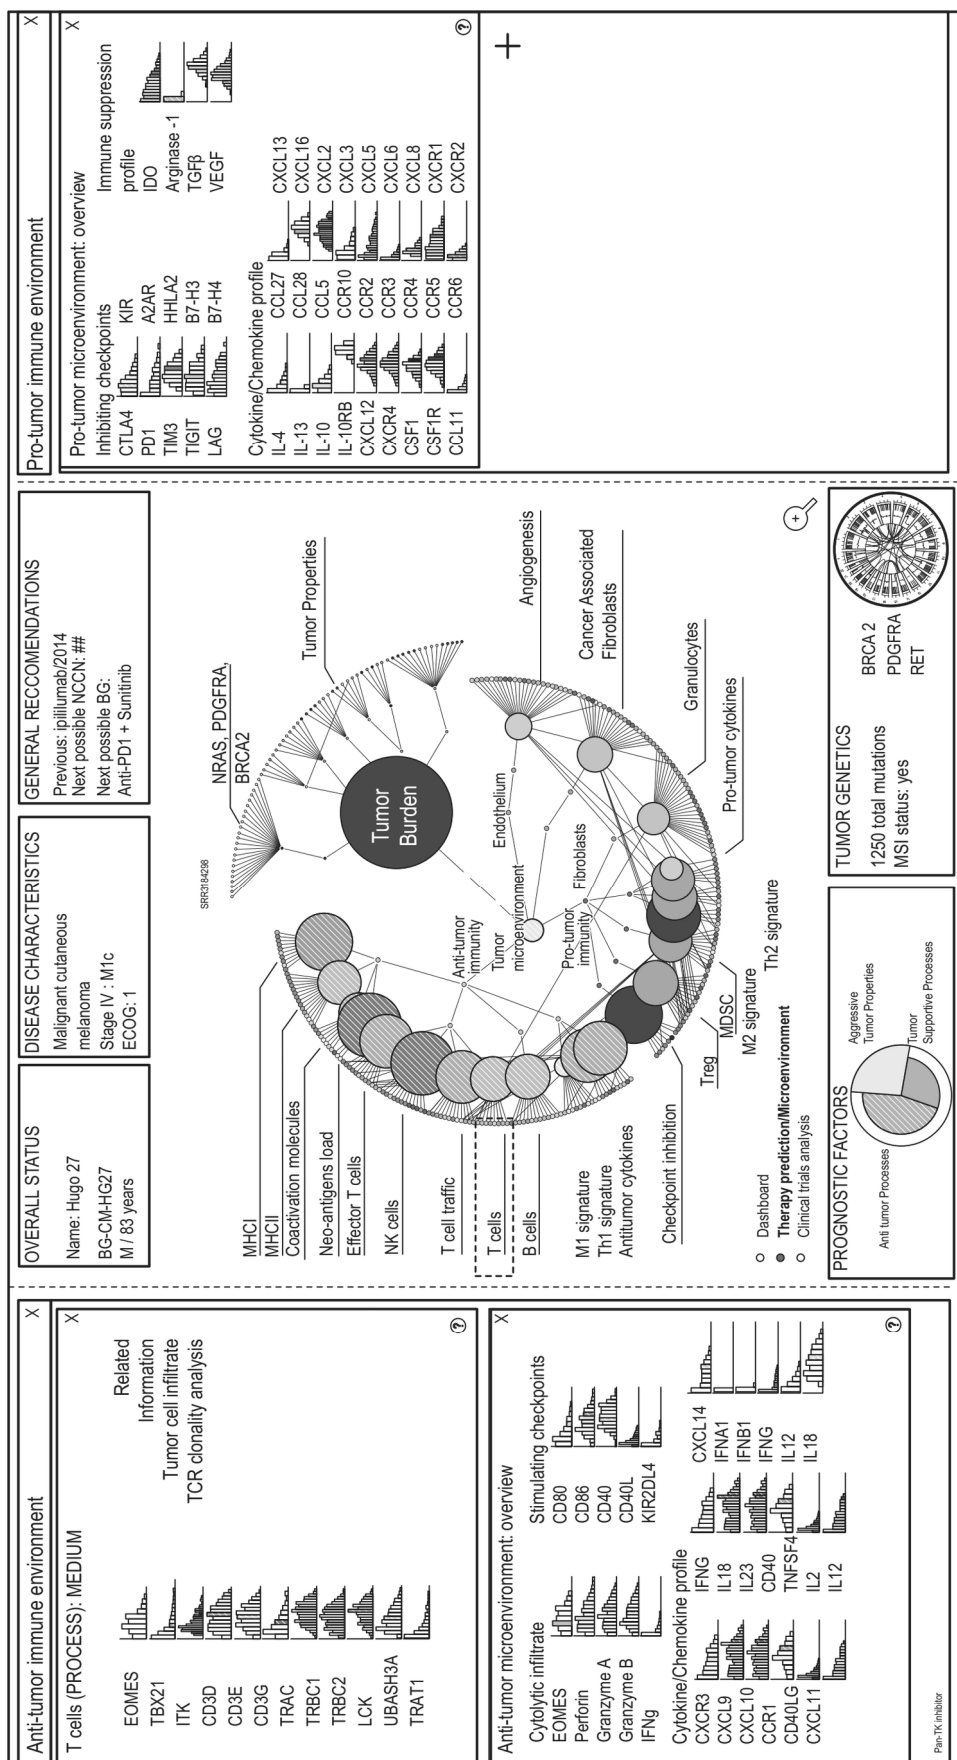 Anti-tumor immune environment X
T cells (PROCESS): MEDIUM X
EOMES
TBX21
ITK
CD3D
CD3E
CD3G
TRAC
TRBC1
TRBC2
LCK
UBASH3A
TRAT1
Related
Information
Tumor cell infiltrate
TCR clonality analysis
?
Anti-tumor microenvironment: overview X
Cytolytic infiltrate
EOMES
Perforin
Granzyme A
Granzyme B
IFNg
Stimulating checkpoints
CD80
CD86
CD40
CD40L
KIR2DL4
Cytokine/Chemokine profile
CXCR3
CXCL9
CXCL10
CCR1
CD40LG
CXCL11
IFNG
IL18
IL23
CD40
TNFSF4
IL2
IL12
CXCL14
IFNA1
IFNB1
IFNG
IL12
IL18
?
Pan-TK inhibitor
OVERALL STATUS
Name: Hugo 27
BG-CM-HG27
M / 83 years
DISEASE CHARACTERISTICS
Malignant cutaneous
melanoma
Stage IV : M1c
ECOG: 1
GENERAL RECCOMENDATIONS
Previous: ipililumab/2014
Next possible NCCN: ##
Next possible BG:
Anti-PD1 + Sunitinib
SRR3184298
NRAS, PDGFRA,
BRCA2
Tumor Properties
Tumor
Burden
MHCI
MHCII
Coactivation molecules
Neo-antigens load
Effector T cells
NK cells
T cell traffic
T cells
B cells
M1 signature
Th1 signature
Antitumor cytokines
Checkpoint inhibition
Anti-tumor
immunity
Tumor
microenvironment
Pro-tumor
immunity
Endothelium
Fibroblasts
Angiogenesis
Cancer Associated
Fibroblasts
Granulocytes
Pro-tumor cytokines
Treg
MDSC
M2 signature
Th2 signature
+
Dashboard
Therapy prediction/Microenvironment
Clinical trials analysis
PROGNOSTIC FACTORS
Anti tumor Processes
Aggressive
Tumor Properties
Tumor
Supportive Processes
TUMOR GENETICS
1250 total mutations
MSI status: yes
BRCA 2
PDGFRA
RET
Pro-tumor immune environment X
Pro-tumor microenvironment: overview X
Inhibiting checkpoints
CTLA4
PD1
TIM3
TIGIT
LAG
KIR
A2AR
HHLA2
B7-H3
B7-H4
Immune suppression
profile
IDO
Arginase -1
TGFβ
VEGF
Cytokine/Chemokine profile
IL-4
IL-13
IL-10
IL-10RB
CXCL12
CXCR4
CSF1
CSF1R
CCL11
CCL27
CCL28
CCL5
CCR10
CCR2
CCR3
CCR4
CCR5
CCR6
CXCL13
CXCL16
CXCL2
CXCL3
CXCL5
CXCL6
CXCL8
CXCR1
CXCR2
?
+